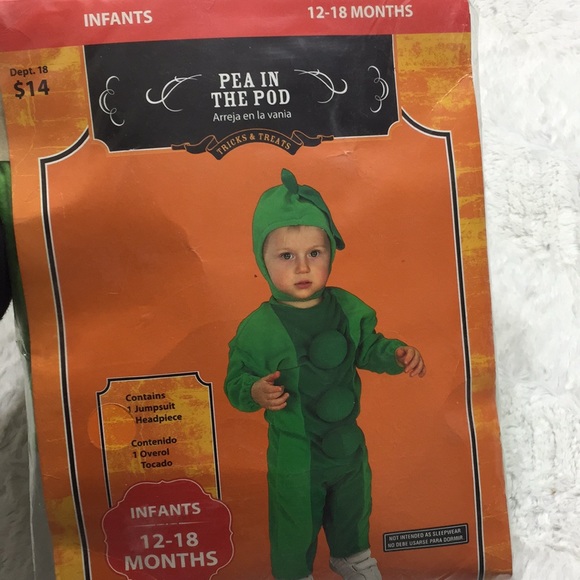 INFANTS
12-18 MONTHS
Dept. 18
$14
PEA IN
THE POD
Arreja en la vania
TRICKS & TREATS
Contains
1 Jumpsuit
Headpiece
Contenido
1 Overol
Tocado
INFANTS
12-18
MONTHS
NOT INTENDED AS SLEEPWEAR
NO DEBE USARSE PARA DORMIR.